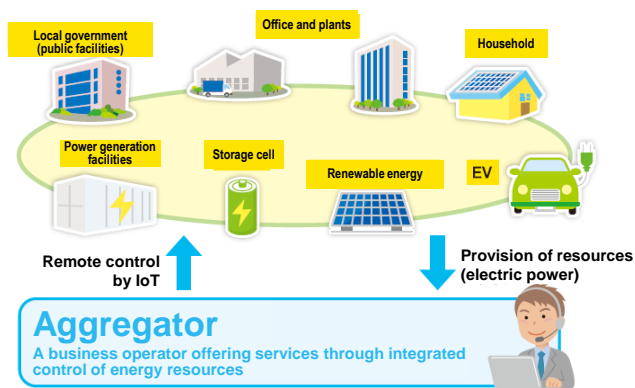 Local government
(public facilities)
Office and plants
Household
Power generation
facilities
Storage cell
Renewable energy
EV
Remote control
by IoT
Provision of resources
(electric power)
Aggregator
A business operator offering services through integrated
control of energy resources